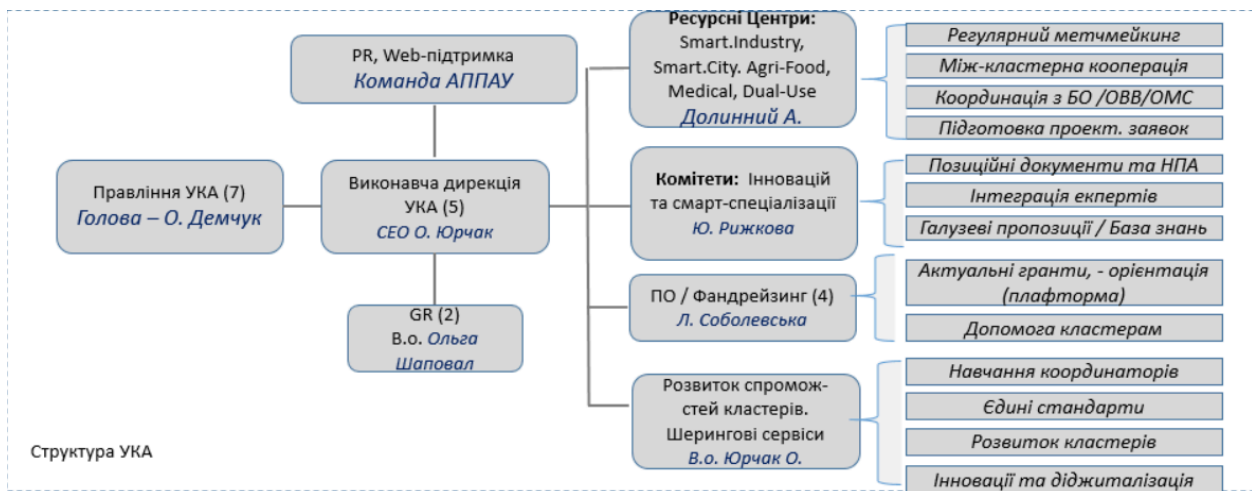 PR, Web-підтримка
Команда АППАУ
Правління УКА (7)
Голова – О. Демчук
Виконавча дирекція
УКА (5)
СЕО О. Юрчак
GR (2)
В.о. Ольга
Шаповал
Ресурсні Центри:
Smart.Industry,
Smart.City. Agri-Food,
Medical, Dual-Use
Долинний А.
Регулярний метчмейкинг
Між-кластерна кооперація
Координація з БО /ОВВ/ОМС
Підготовка проект. заявок
Комітети: Інновацій
та смарт-спеціалізації
Ю. Рижкова
Позиційні документи та НПА
Інтеграція експертів
Галузеві пропозиції / База знань
ПО / Фандрейзинг (4)
Л. Соболевська
Актуальні гранти, - орієнтація
(плафторма)
Допомога кластерам
Розвиток спромож-
стей кластерів.
Шерингові сервіси
В.о. Юрчак О.
Навчання координаторів
Єдині стандарти
Розвиток кластерів
Інновації та діджиталізація
Структура УКА